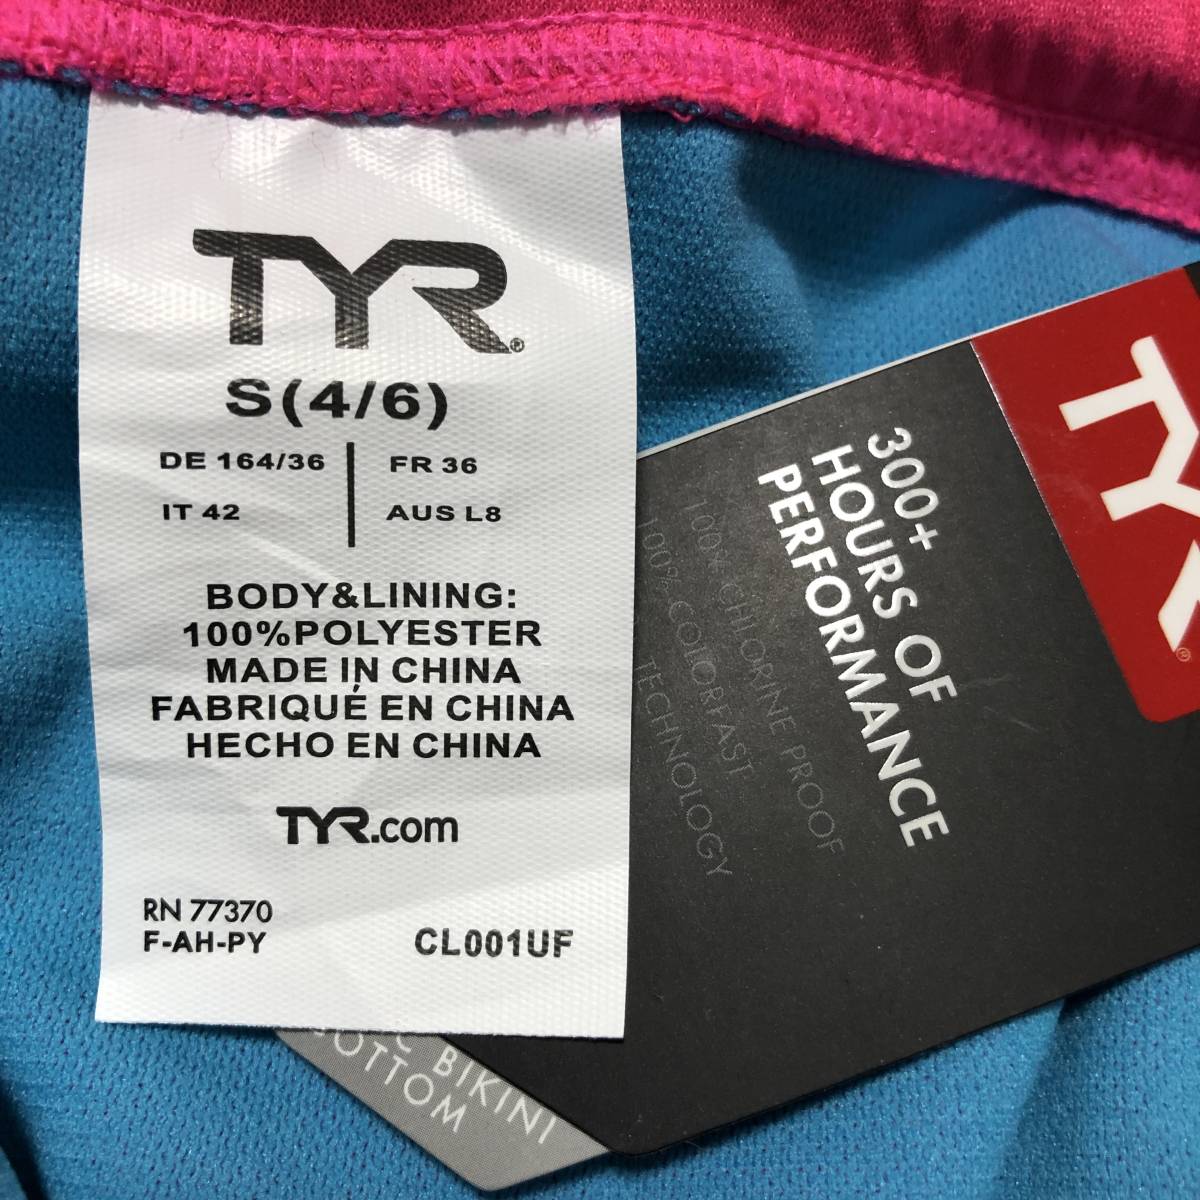 TYR®
S(4/6)
DE 164/36
FR 36
IT 42
AUS L8
BODY&LINING:
100%POLYESTER
MADE IN CHINA
FABRIQUÉ EN CHINA
HECHO EN CHINA
TYR.com
RN 77370
F-AH-PY
CL001UF
TYR®
300+
HOURS OF
PERFORMANCE
100% CHLORINE PROOF
100% COLORFAST
TECHNOLOGY
BIKINI
BOTTOM